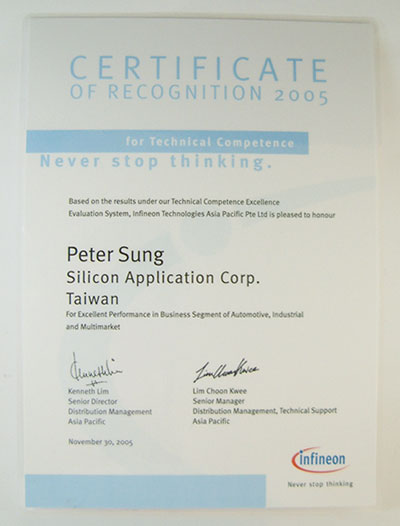 CERTIFICATE
OF RECOGNITION 2005
for Technical Competence
Never stop thinking.
Based on the results under our Technical Competence Excellence
Evaluation System, Infineon Technologies Asia Pacific Pte Ltd is pleased to honour
Peter Sung
Silicon Application Corp.
Taiwan
For Excellent Performance in Business Segment of Automotive, Industrial
and Multimarket
Kenneth Lim
Senior Director
Distribution Management
Asia Pacific
Lim Choon Kwee
Senior Manager
Distribution Management, Technical Support
Asia Pacific
November 30, 2005
infineon
Never stop thinking